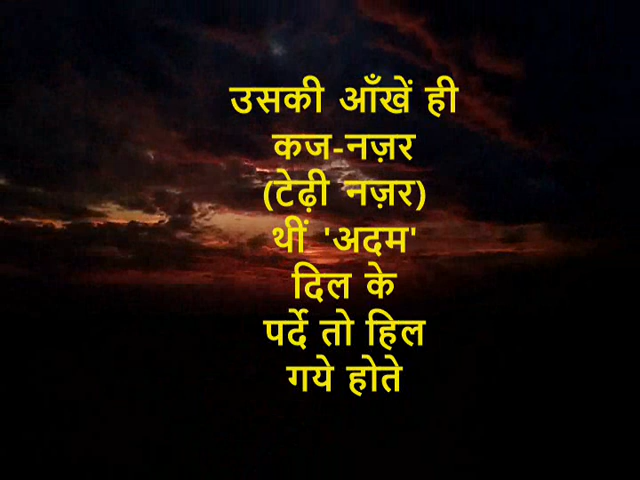 उसकी आँखें ही
कज-नज़र
(टेढ़ी नज़र)
थीं 'अदम'
दिल के
पर्दे तो हिल
गये होते